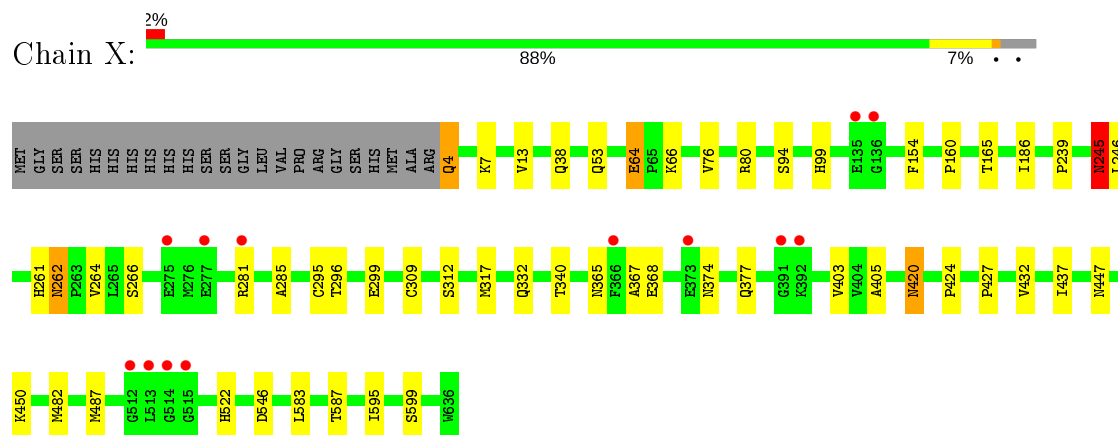 2%
Chain X:
88% 7% • •
MET GLY SER SER HIS HIS HIS HIS HIS HIS SER SER GLY LEU VAL PRO ARG GLY SER HIS MET ALA ARG Q4 K7 V13 Q38 Q53 E64 P65 K66 V76 R80 S94 H99 E135 G136 F154 P160 T165 I186 P239 N245 L246
H261 N262 P263 V264 L265 S266 E275 M276 E277 R281 A285 C295 T296 E299 C309 S312 M317 Q332 T340 N365 F366 A367 E368 E373 N374 Q377 G391 K392 V403 V404 A405 N420 P424 P427 V432 I437 N447
K450 M482 M487 G512 L513 G514 G515 H522 D546 L583 T587 I595 S599 W636